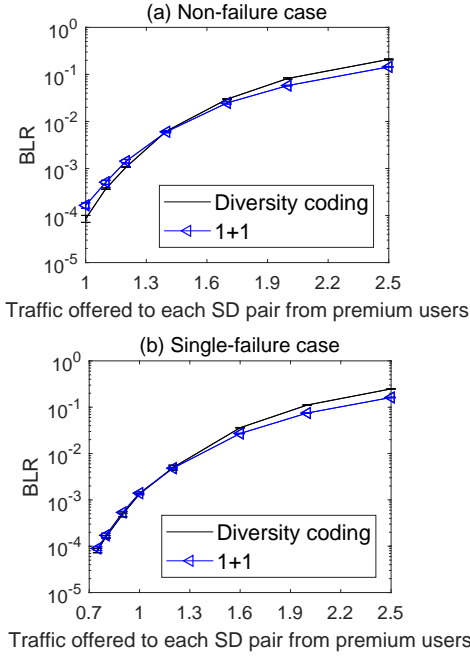 (a) Non-failure case
10^0
10^-1
10^-2
10^-3
10^-4
10^-5
BLR
Diversity coding
1+1
1 1.3 1.6 1.9 2.2 2.5
Traffic offered to each SD pair from premium users
(b) Single-failure case
10^0
10^-1
10^-2
10^-3
10^-4
10^-5
BLR
Diversity coding
1+1
0.7 1 1.3 1.6 1.9 2.2 2.5
Traffic offered to each SD pair from premium users